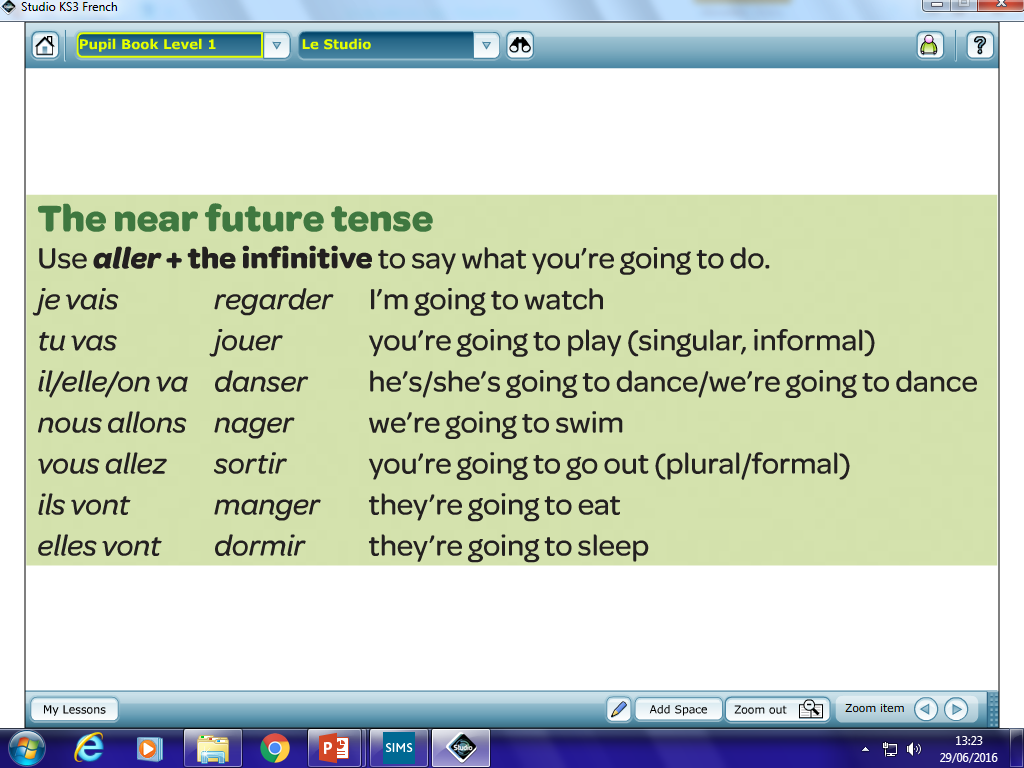 Studio KS3 French
Pupil Book Level 1 Le Studio ?
The near future tense
Use aller + the infinitive to say what you're going to do.
je vais regarder I'm going to watch
tu vas jouer you're going to play (singular, informal)
il/elle/on va danser he's/she's going to dance/we're going to dance
nous allons nager we're going to swim
vous allez sortir you're going to go out (plural/formal)
ils vont manger they're going to eat
elles vont dormir they're going to sleep
My Lessons Add Space Zoom out Zoom item
P SIMS Studio 13:23
29/06/2016